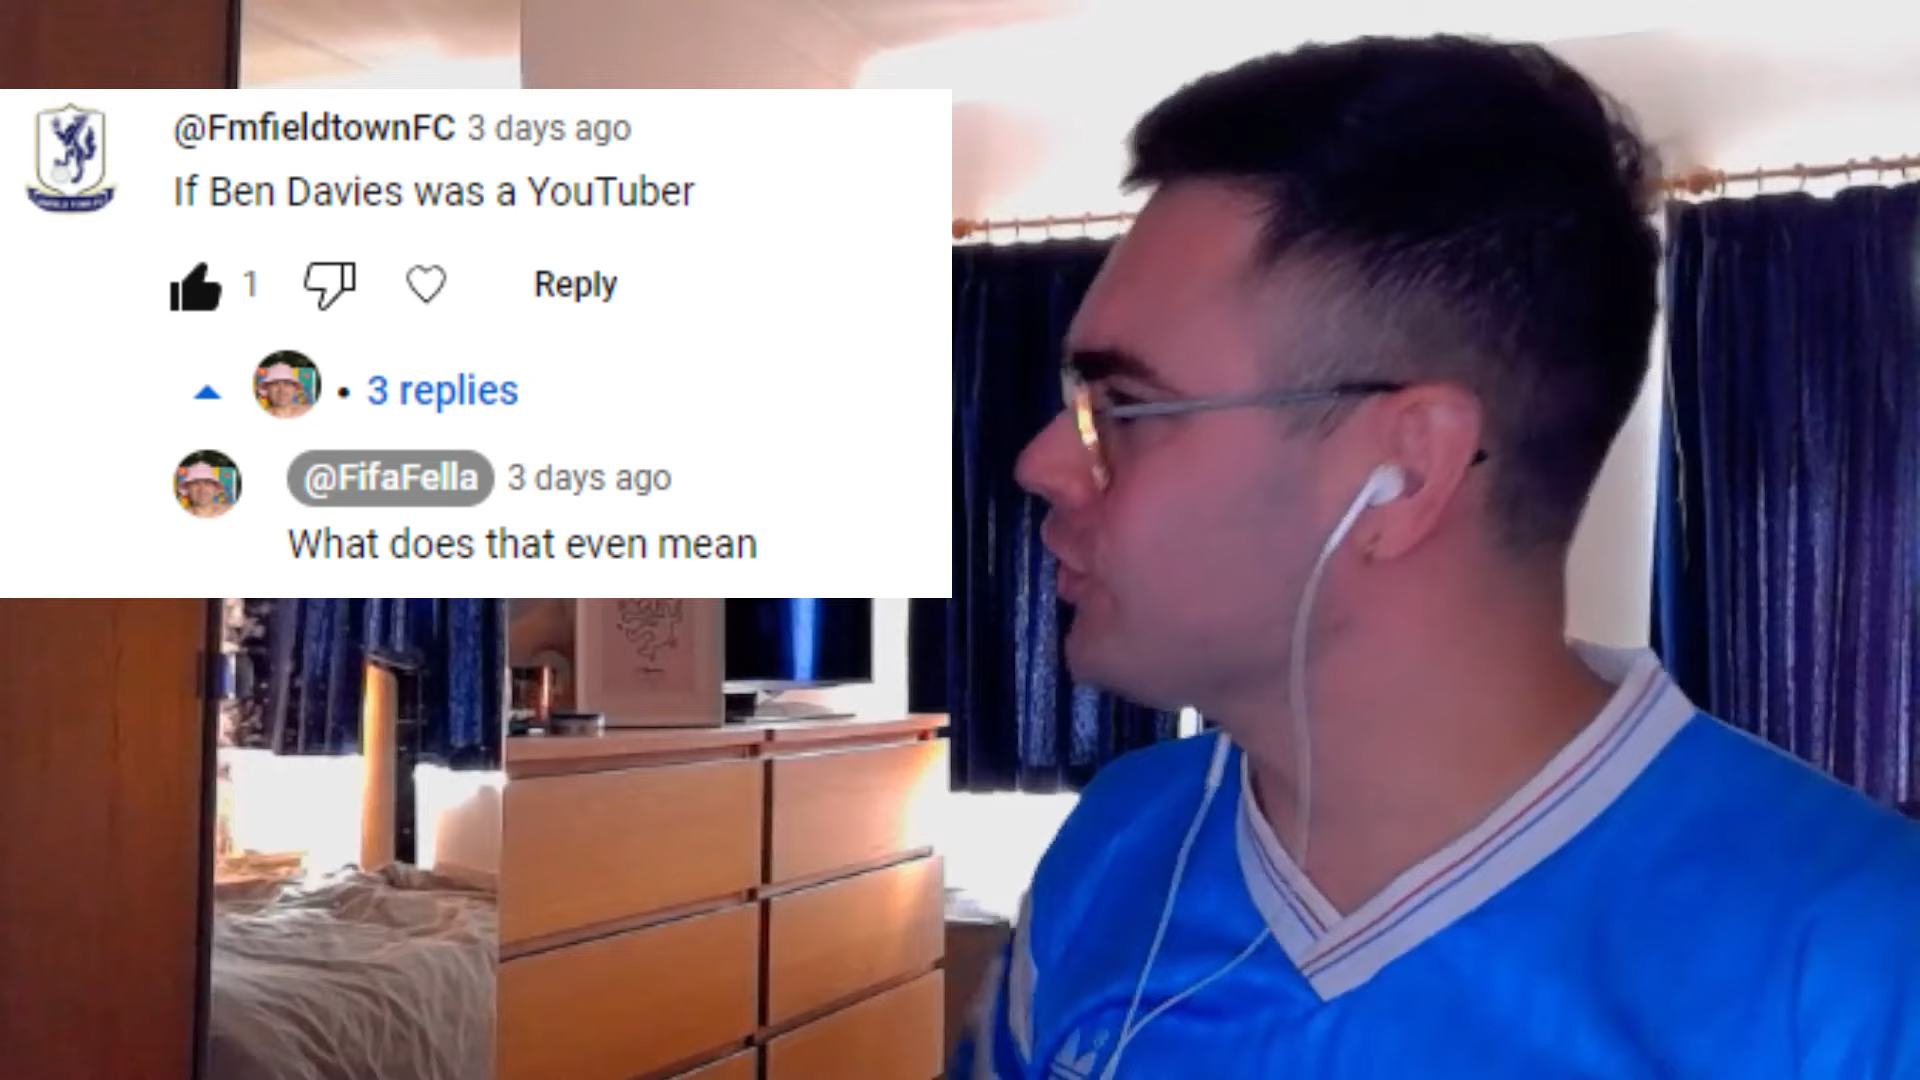 @FmfieldtownFC 3 days ago
If Ben Davies was a YouTuber
1 Reply
• 3 replies
@FifaFella 3 days ago
What does that even mean